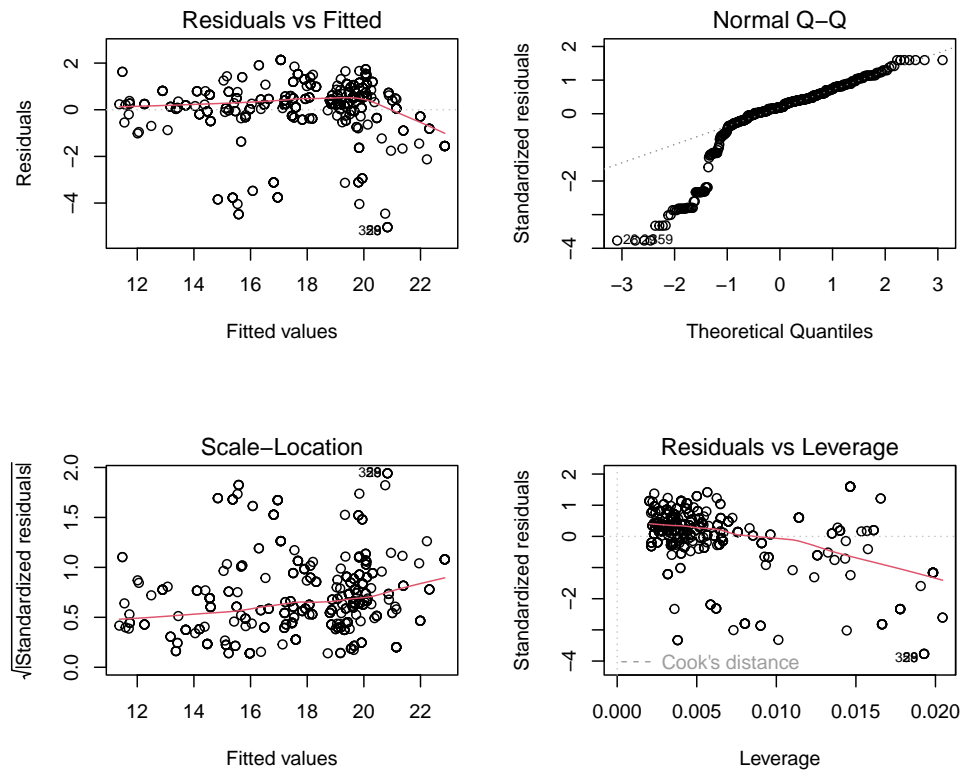 Residuals vs Fitted
Residuals
2
0
−2
−4
12 14 16 18 20 22
Fitted values
Normal Q−Q
Standardized residuals
2
0
−2
−4
−3 −2 −1 0 1 2 3
Theoretical Quantiles
Scale−Location
√|Standardized residuals|
2.0
1.5
1.0
0.5
0.0
12 14 16 18 20 22
Fitted values
Residuals vs Leverage
Standardized residuals
2
1
0
−2
−4
Cook's distance
0.000 0.005 0.010 0.015 0.020
Leverage